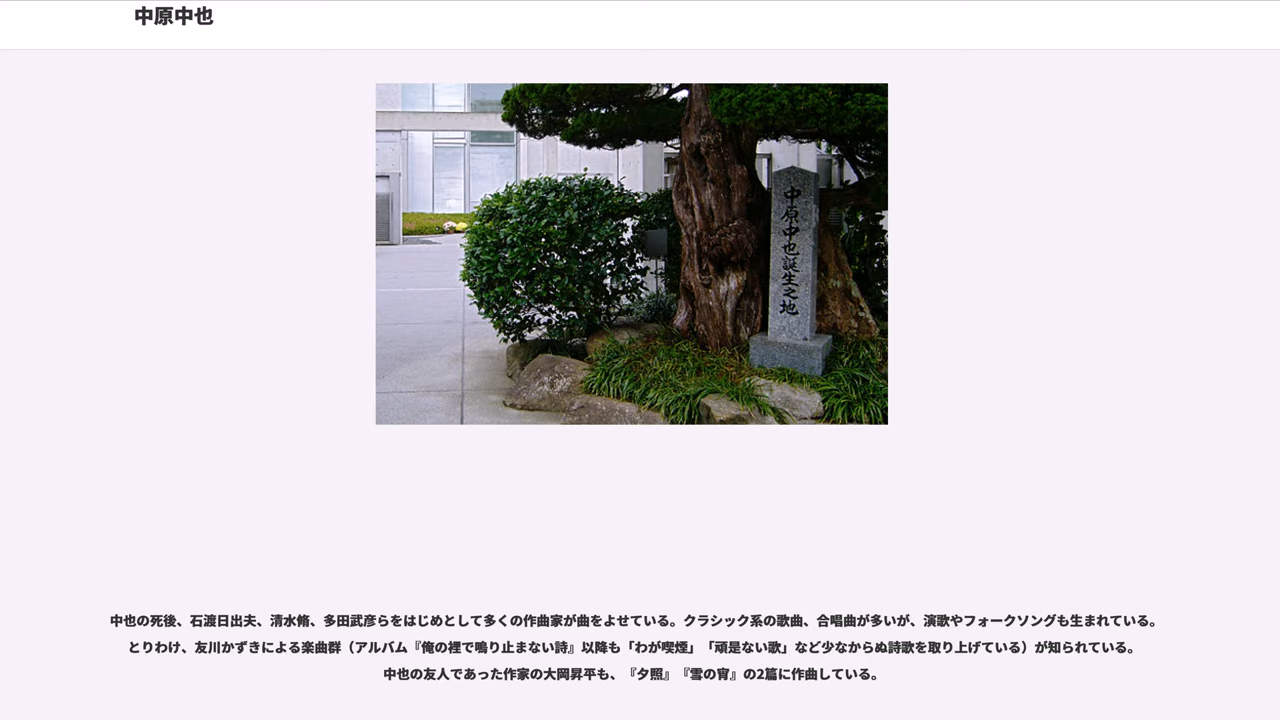 中原中也
中原中也誕生之地
中也の死後、石渡日出夫、清水脩、多田武彦らをはじめとして多くの作曲家が曲をよせている。クラシック系の歌曲、合唱曲が多いが、演歌やフォークソングも生まれている。
とりわけ、友川かずきによる楽曲群（アルバム『俺の裡で鳴り止まない詩』以降も「わが喫煙」「頑是ない歌」など少なからぬ詩歌を取り上げている）が知られている。
中也の友人であった作家の大岡昇平も、『夕照』『雪の宵』の2篇に作曲している。